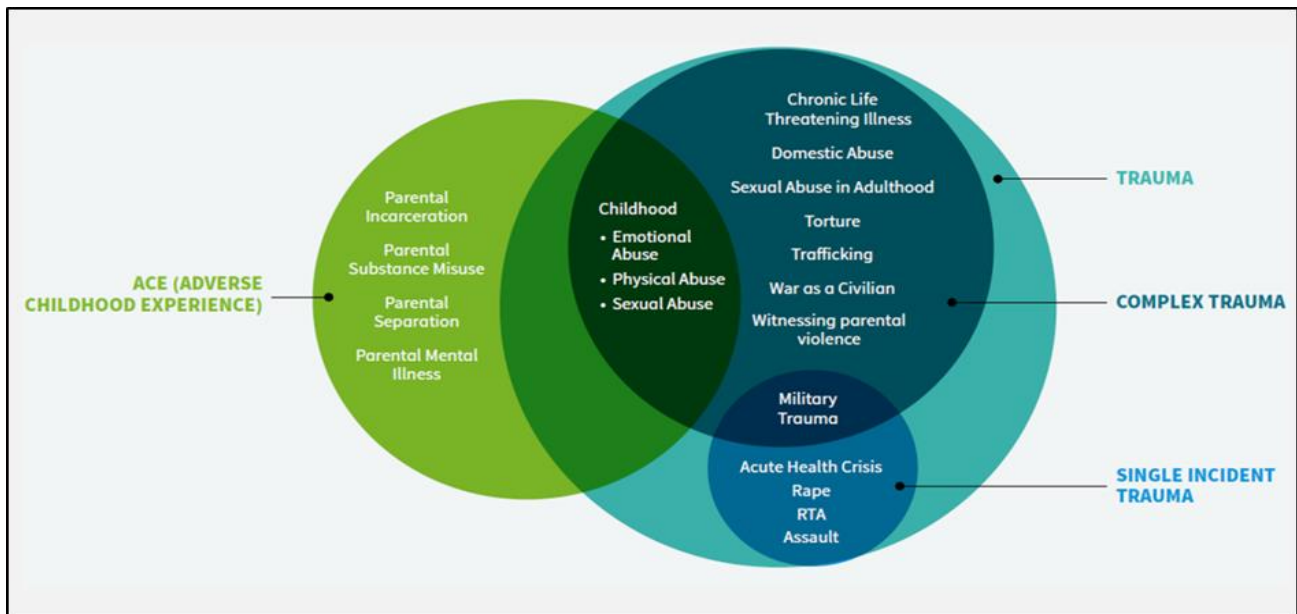 ACE (ADVERSE
CHILDHOOD EXPERIENCE)
Parental
Incarceration
Parental
Substance Misuse
Parental
Separation
Parental Mental
Illness
Childhood
• Emotional
Abuse
• Physical Abuse
• Sexual Abuse
Chronic Life
Threatening Illness
Domestic Abuse
Sexual Abuse in Adulthood
Torture
Trafficking
War as a Civilian
Witnessing parental
violence
Military
Trauma
Acute Health Crisis
Rape
RTA
Assault
TRAUMA
COMPLEX TRAUMA
SINGLE INCIDENT
TRAUMA